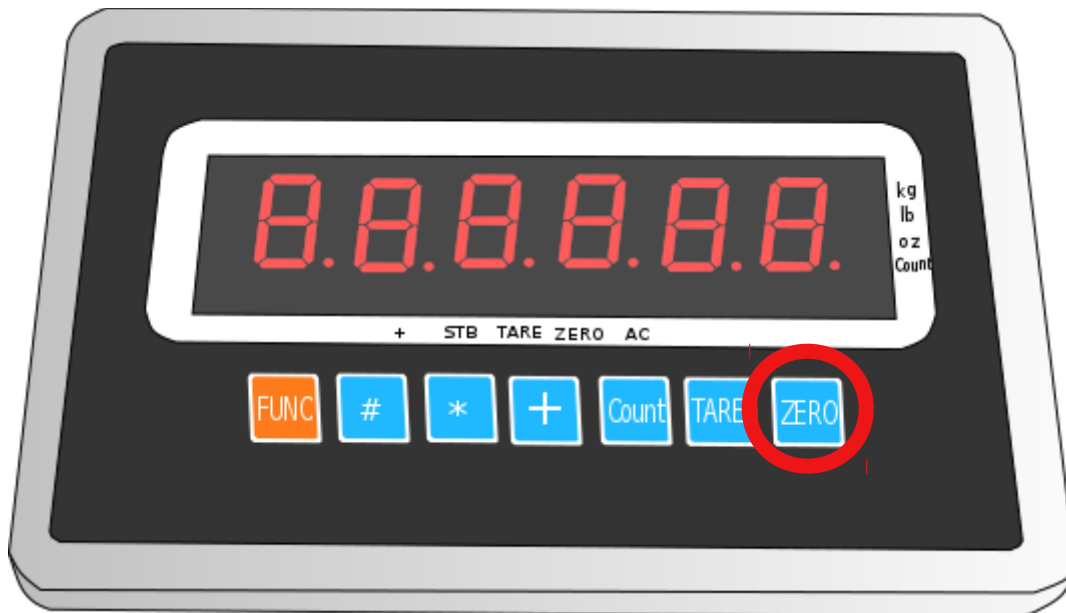 8.8.8.8.8.8.
kg
lb
oz
Count
+ STB TARE ZERO AC
FUNC # * + Count TARE ZERO